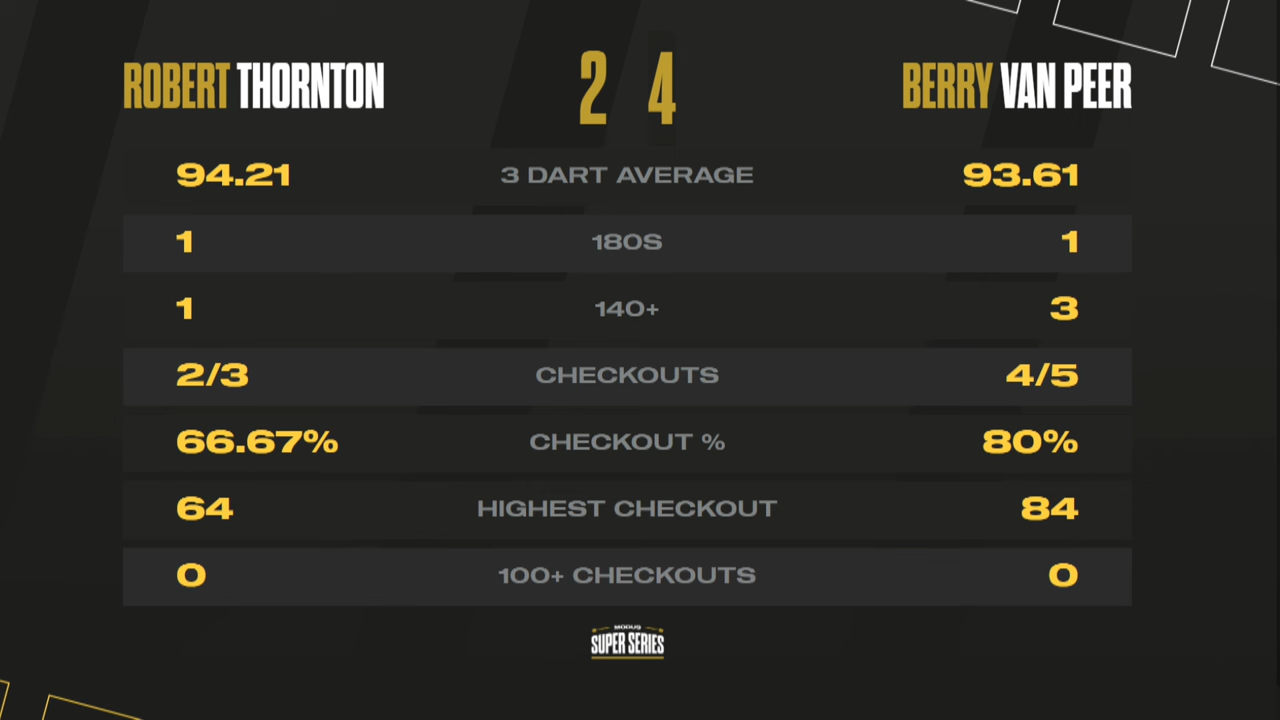 ROBERT THORNTON 2 4 BERRY VAN PEER
94.21 3 DART AVERAGE 93.61
1 180S 1
1 140+ 3
2/3 CHECKOUTS 4/5
66.67% CHECKOUT % 80%
64 HIGHEST CHECKOUT 84
0 100+ CHECKOUTS 0
MODUS
SUPER SERIES